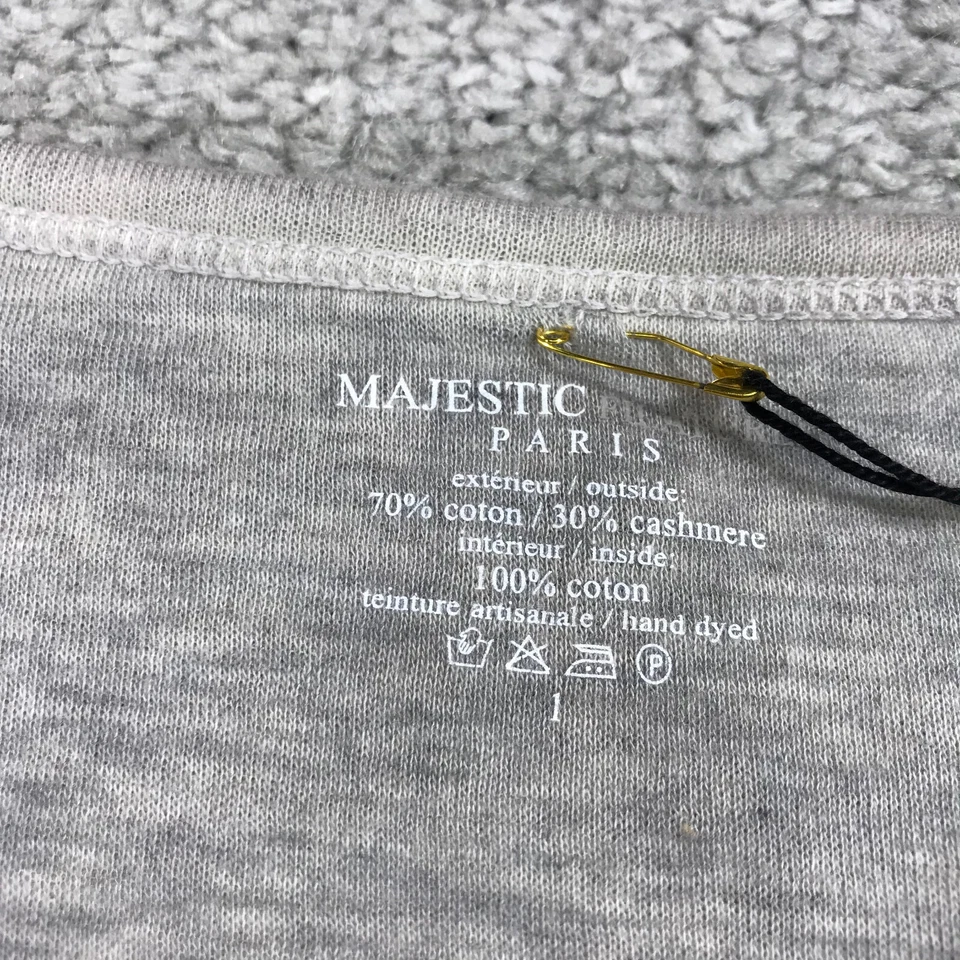 MAJESTIC
PARIS
extérieur / outside:
70% coton / 30% cashmere
intérieur / inside:
100% coton
teinture artisanale / hand dyed
P
1